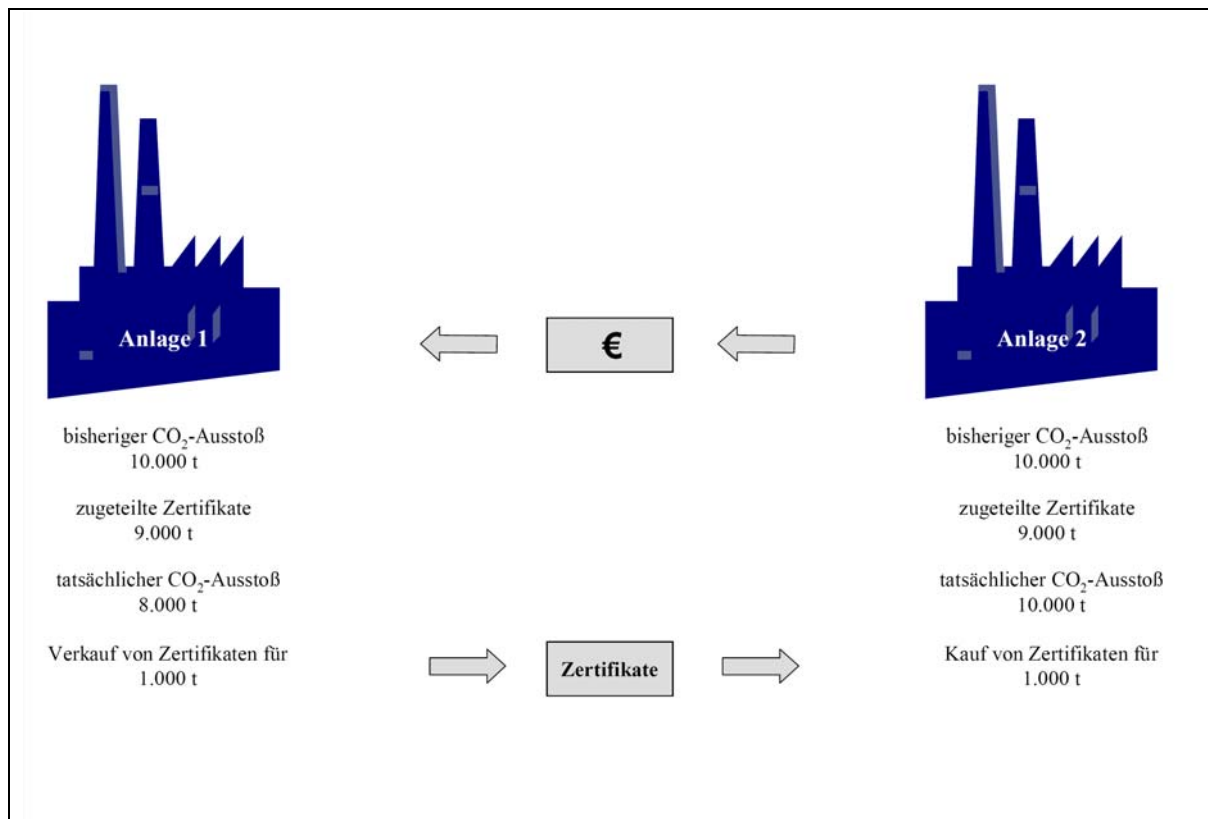 Anlage 1
bisheriger CO₂-Ausstoß
10.000 t
zugeteilte Zertifikate
9.000 t
tatsächlicher CO₂-Ausstoß
8.000 t
Verkauf von Zertifikaten für
1.000 t
€
Zertifikate
Anlage 2
bisheriger CO₂-Ausstoß
10.000 t
zugeteilte Zertifikate
9.000 t
tatsächlicher CO₂-Ausstoß
10.000 t
Kauf von Zertifikaten für
1.000 t